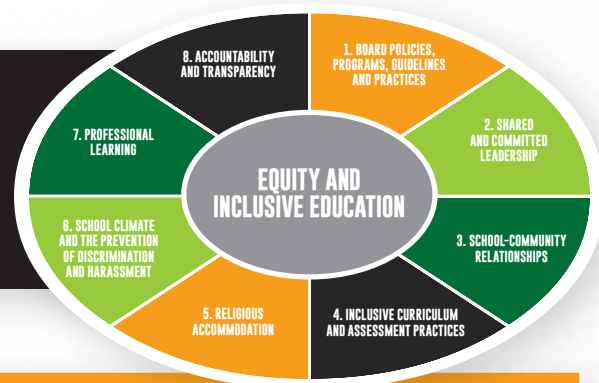 8. ACCOUNTABILITY
AND TRANSPARENCY
1. BOARD POLICIES,
PROGRAMS, GUIDELINES
AND PRACTICES
2. SHARED
AND COMMITTED
LEADERSHIP
3. SCHOOL-COMMUNITY
RELATIONSHIPS
4. INCLUSIVE CURRICULUM
AND ASSESSMENT PRACTICES
5. RELIGIOUS
ACCOMMODATION
6. SCHOOL CLIMATE
AND THE PREVENTION
OF DISCRIMINATION
AND HARASSMENT
7. PROFESSIONAL
LEARNING
EQUITY AND
INCLUSIVE EDUCATION